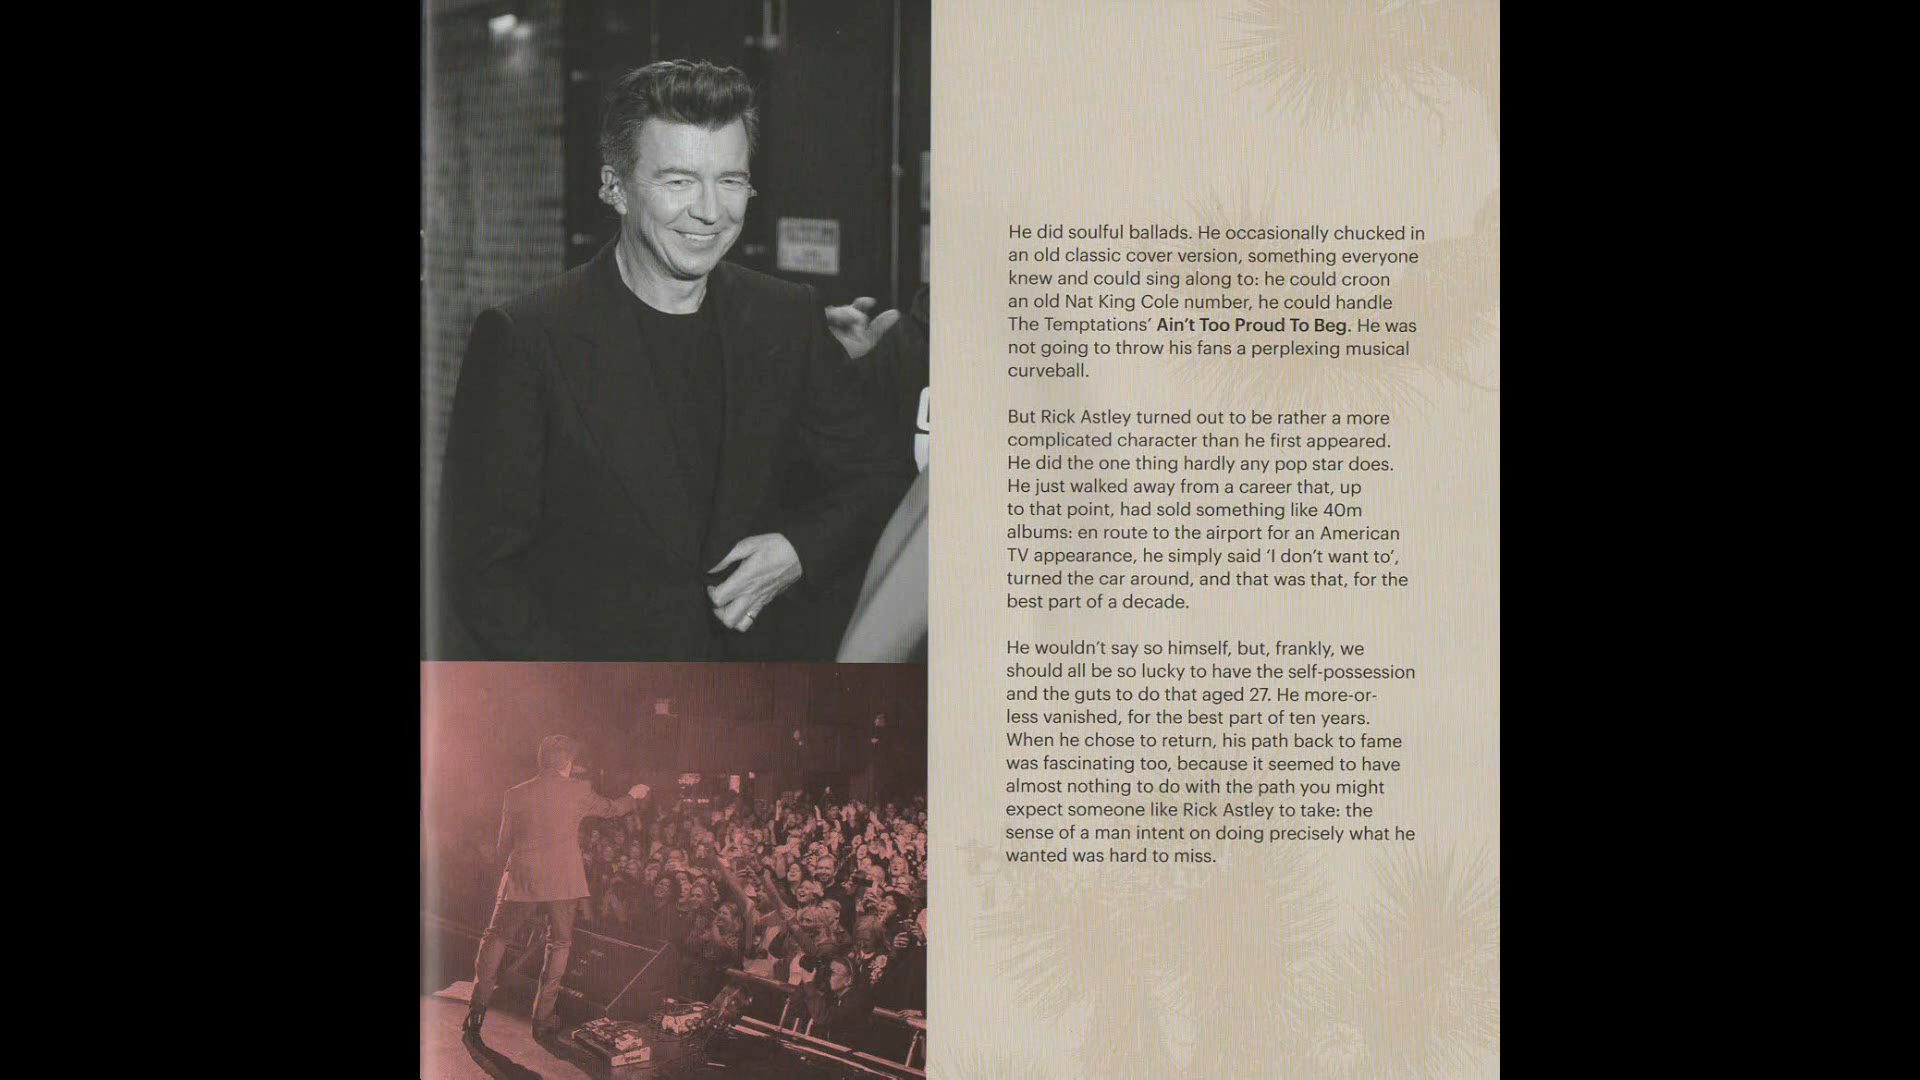 He did soulful ballads. He occasionally chucked in
an old classic cover version, something everyone
knew and could sing along to: he could croon
an old Nat King Cole number, he could handle
The Temptations’ Ain’t Too Proud To Beg. He was
not going to throw his fans a perplexing musical
curveball.
But Rick Astley turned out to be rather a more
complicated character than he first appeared.
He did the one thing hardly any pop star does.
He just walked away from a career that, up
to that point, had sold something like 40m
albums: en route to the airport for an American
TV appearance, he simply said ‘I don’t want to’,
turned the car around, and that was that, for the
best part of a decade.
He wouldn’t say so himself, but, frankly, we
should all be so lucky to have the self-possession
and the guts to do that aged 27. He more-or-
less vanished, for the best part of ten years.
When he chose to return, his path back to fame
was fascinating too, because it seemed to have
almost nothing to do with the path you might
expect someone like Rick Astley to take: the
sense of a man intent on doing precisely what he
wanted was hard to miss.